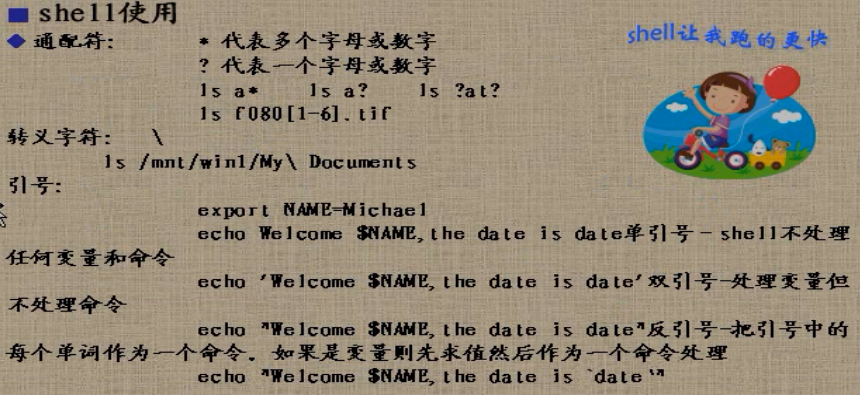 shell使用
通配符: * 代表多个字母或数字
shell让我跑的更快
? 代表一个字母或数字
ls a* ls a? ls ?at?
ls f080[1-6].tif
转义字符: \
ls /mnt/win1/My\ Documents
引号:
export NAME=Michael
echo Welcome $NAME,the date is date单引号-shell不处理
任何变量和命令
echo 'Welcome $NAME,the date is date'双引号-处理变量但
不处理命令
echo "Welcome $NAME,the date is date"反引号-把引号中的
每个单词作为一个命令。如果是变量则先求值然后作为一个命令处理
echo "Welcome $NAME,the date is `date`"